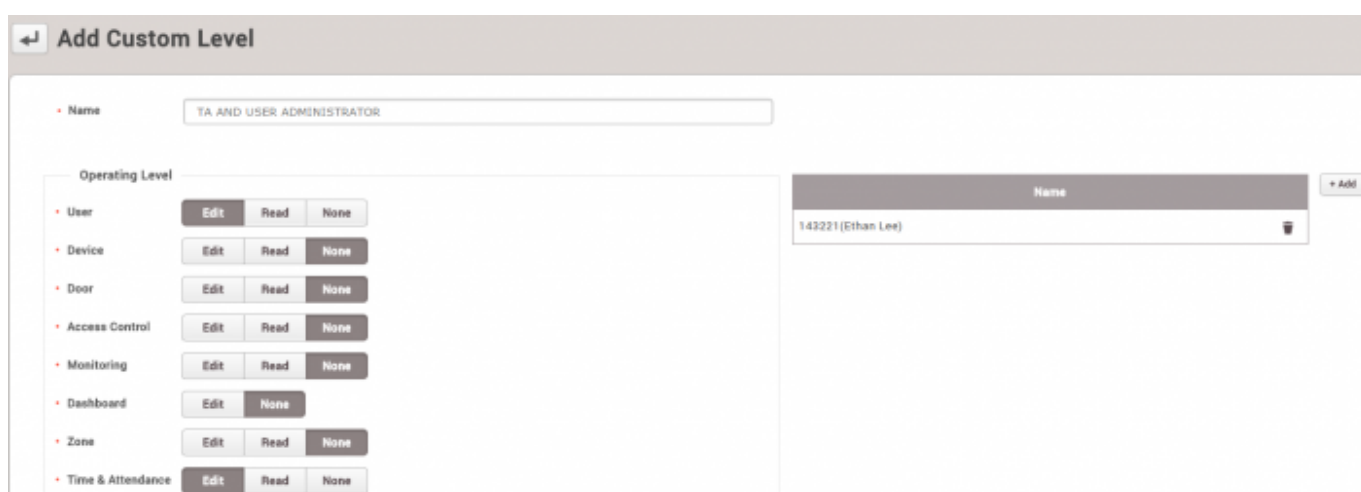 Add Custom Level
Name
TA AND USER ADMINISTRATOR
Operating Level
User Edit Read None
Device Edit Read None
Door Edit Read None
Access Control Edit Read None
Monitoring Edit Read None
Dashboard Edit None
Zone Edit Read None
Time & Attendance Edit Read None
Name
+ Add
143221(Ethan Lee)